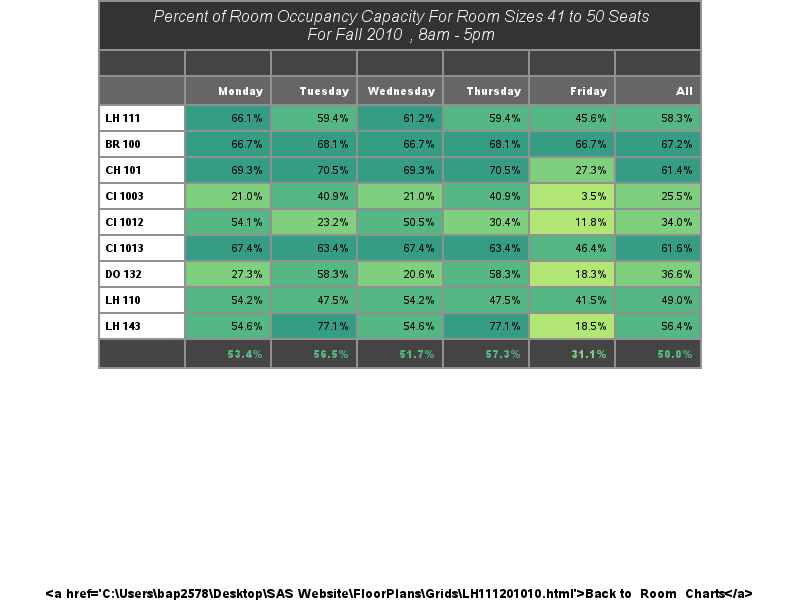 Percent of Room Occupancy Capacity For Room Sizes 41 to 50 Seats
For Fall 2010 , 8am - 5pm
Monday Tuesday Wednesday Thursday Friday All
LH 111 66.1% 59.4% 61.2% 59.4% 45.6% 58.3%
BR 100 66.7% 68.1% 66.7% 68.1% 66.7% 67.2%
CH 101 69.3% 70.5% 69.3% 70.5% 27.3% 61.4%
CI 1003 21.0% 40.9% 21.0% 40.9% 3.5% 25.5%
CI 1012 54.1% 23.2% 50.5% 30.4% 11.8% 34.0%
CI 1013 67.4% 63.4% 67.4% 63.4% 46.4% 61.6%
DO 132 27.3% 58.3% 20.6% 58.3% 18.3% 36.6%
LH 110 54.2% 47.5% 54.2% 47.5% 41.5% 49.0%
LH 143 54.6% 77.1% 54.6% 77.1% 18.5% 56.4%
53.4% 56.5% 51.7% 57.3% 31.1% 50.0%
<a href='C:\Users\bap2578\Desktop\SAS Website\FloorPlans\Grids\LH111201010.html'>Back to Room Charts</a>